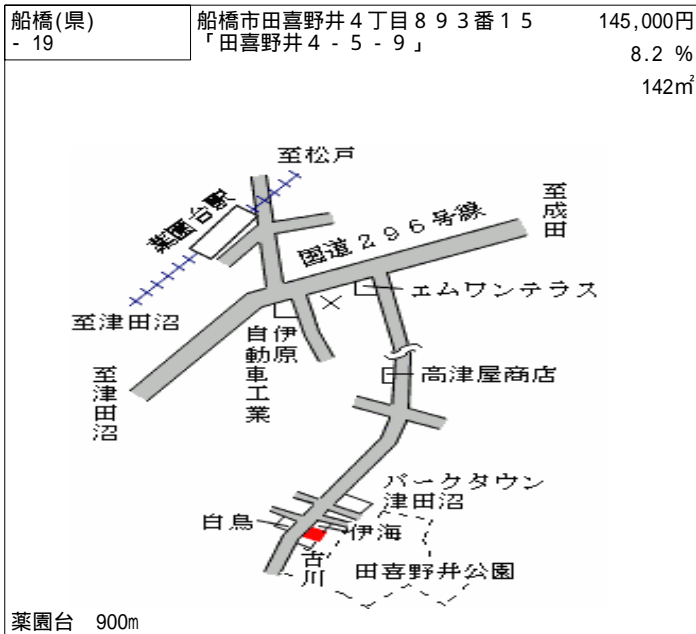 船橋(県)
- 19
船橋市田喜野井４丁目８９３番１５
「田喜野井４－５－９」
145,000円
8.2 %
142㎡
至松戸
薬園台駅
国道２９６号線
至成田
エムワンテラス
至津田沼
伊原
自動車工業
至津田沼
高津屋商店
パークタウン
津田沼
白鳥
伊海
古川
田喜野井公園
薬園台　900m